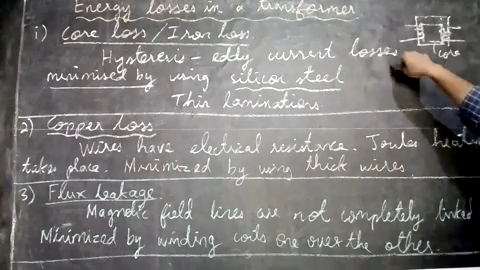 Energy losses in a transformer
i) Core loss / Iron loss
Hysteresis - eddy current losses
minimised by using silicon steel
Thin laminations
core
2) Copper loss
Wires have electrical resistance. Joules heating
takes place. Minimized by using thick wires.
3) Flux Leakage.
Magnetic field lines are not completely linked
Minimized by winding coils one over the other.